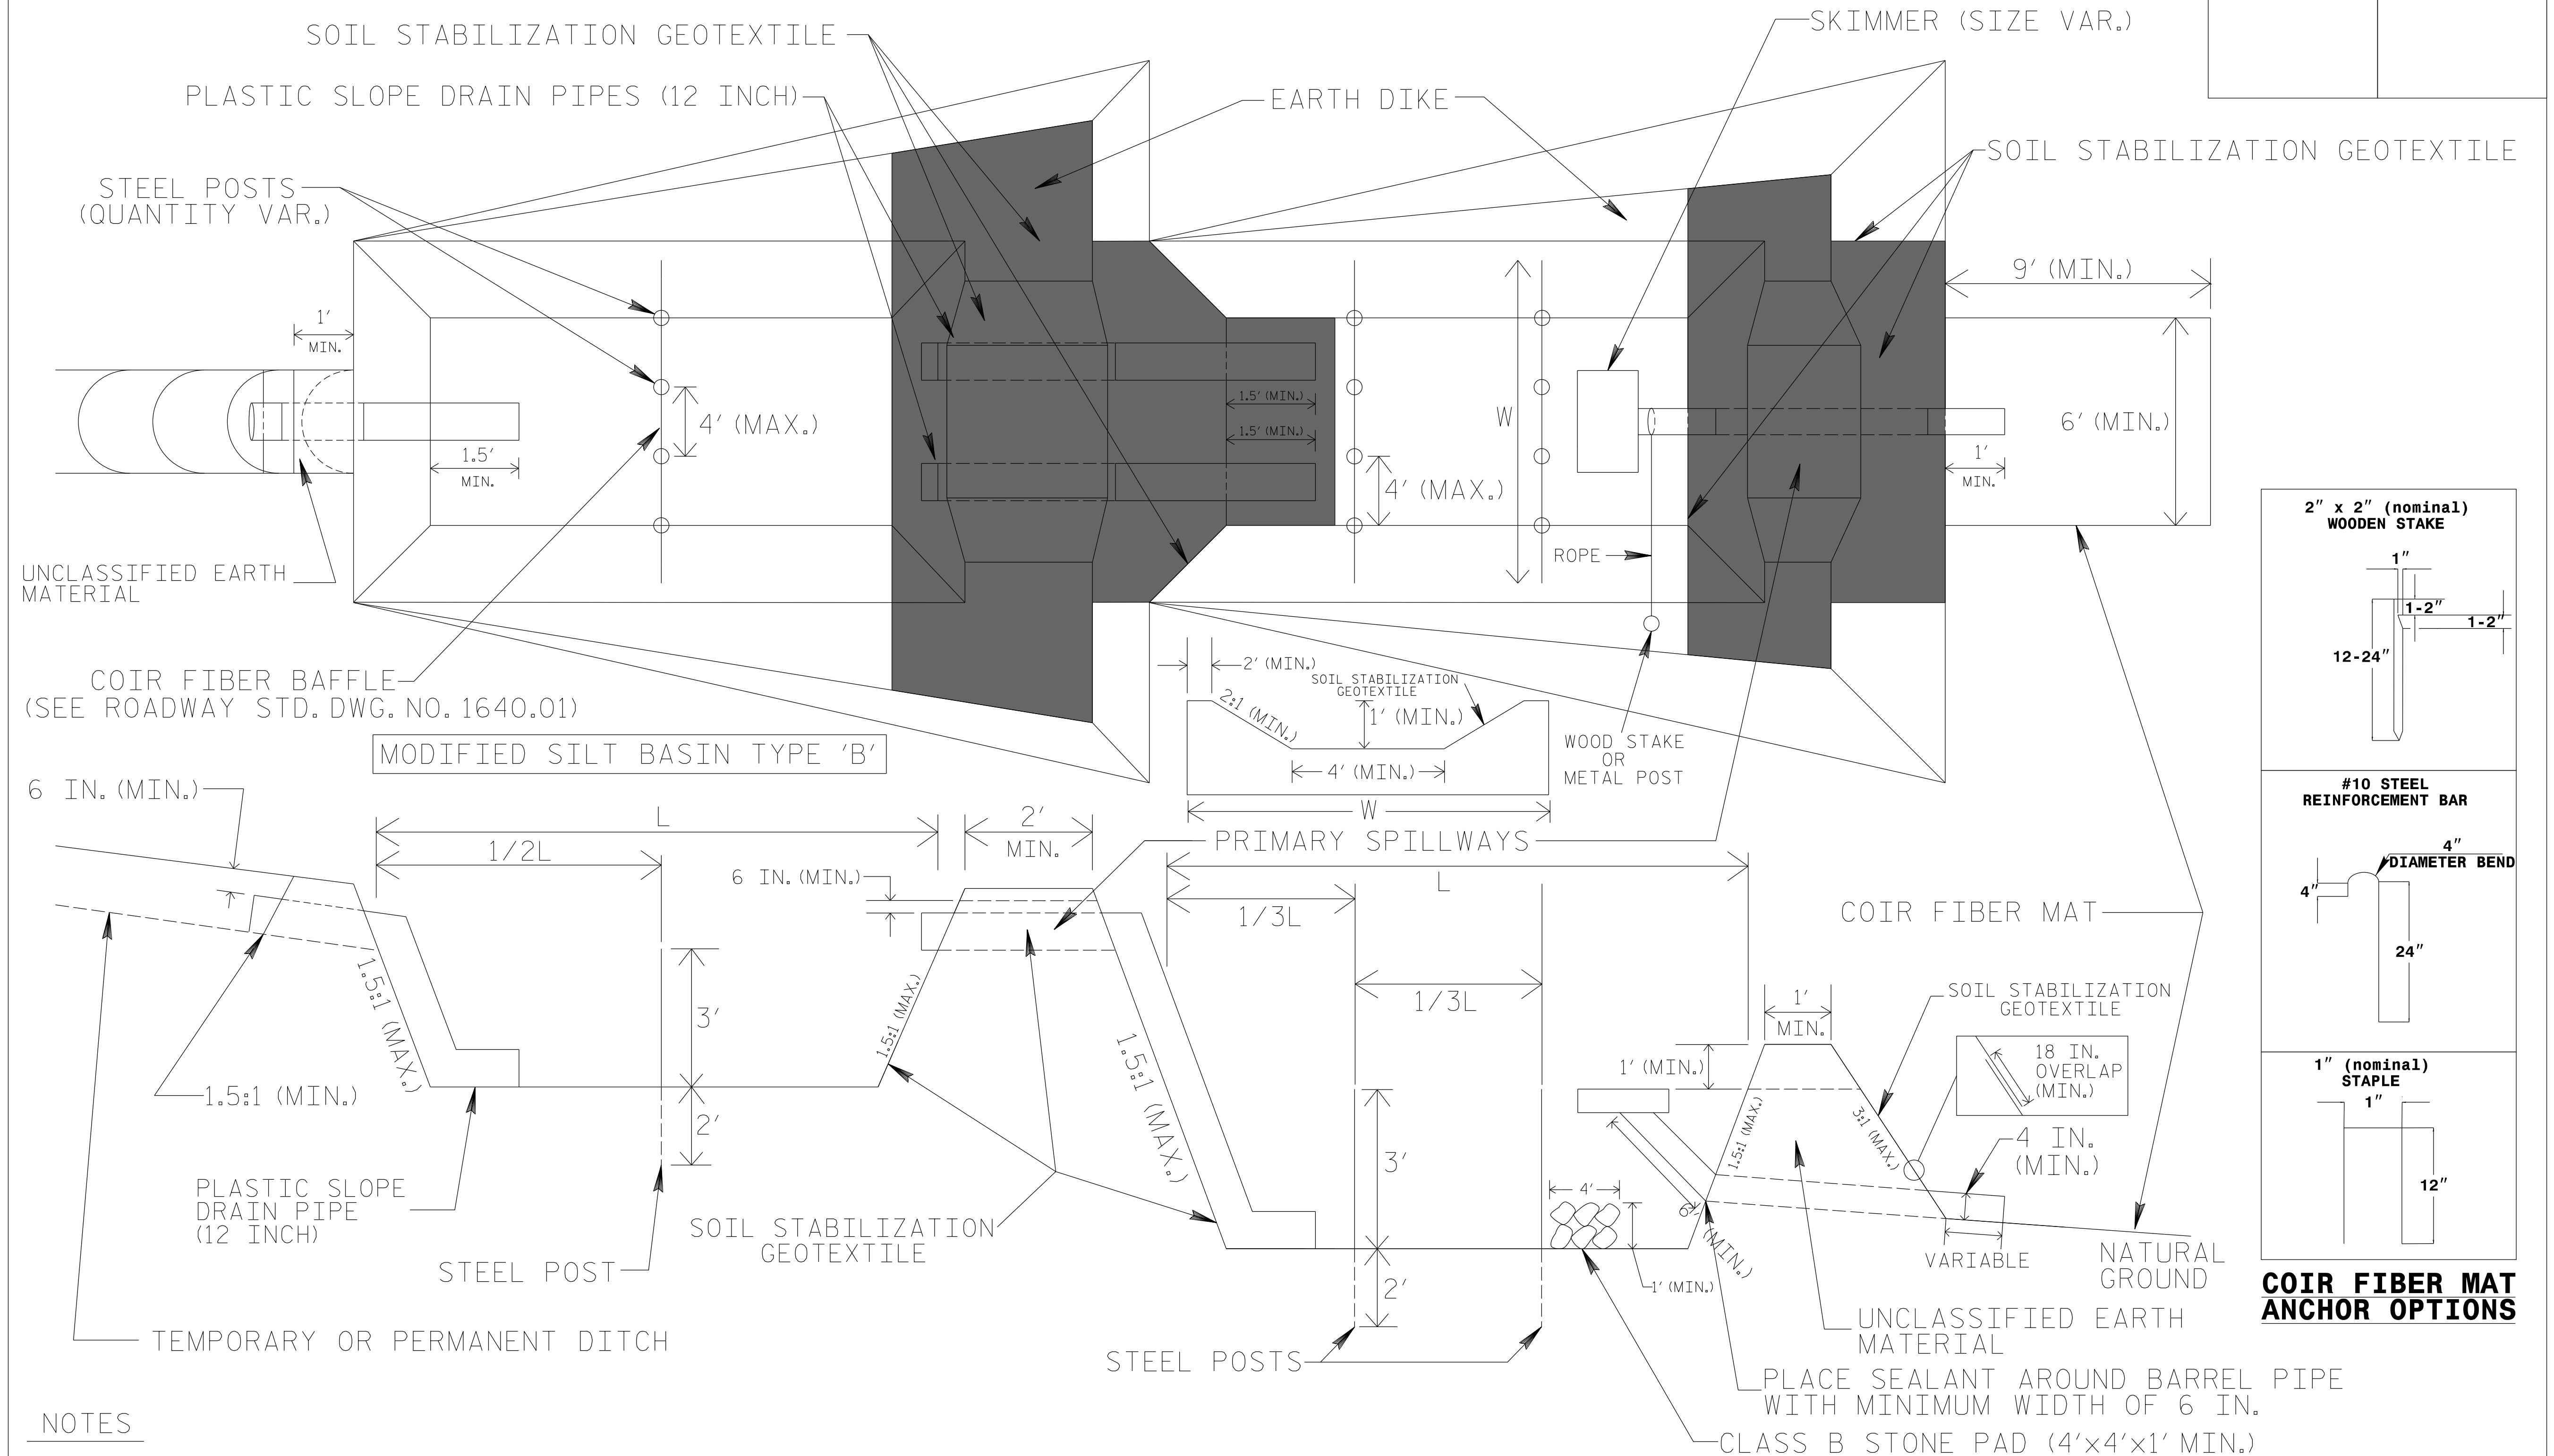 SOIL STABILIZATION GEOTEXTILE
SKIMMER (SIZE VAR.)
PLASTIC SLOPE DRAIN PIPES (12 INCH)
EARTH DIKE
SOIL STABILIZATION GEOTEXTILE
STEEL POSTS
(QUANTITY VAR.)
9' (MIN.)
1'
MIN.
1.5' (MIN.)
1.5' (MIN.)
4' (MAX.)
W
6' (MIN.)
1.5'
MIN.
4' (MAX.)
1'
MIN.
ROPE
UNCLASSIFIED EARTH
MATERIAL
COIR FIBER BAFFLE
(SEE ROADWAY STD. DWG. NO. 1640.01)
2' (MIN.)
SOIL STABILIZATION
GEOTEXTILE
2:1 (MIN.)
1' (MIN.)
4' (MIN.)
W
WOOD STAKE
OR
METAL POST
MODIFIED SILT BASIN TYPE 'B'
6 IN. (MIN.)
L
1/2L
2'
MIN.
PRIMARY SPILLWAYS
6 IN. (MIN.)
L
1/3L
1/3L
COIR FIBER MAT
1.5:1 (MAX.)
3'
2'
1.5:1 (MIN.)
1.5:1 (MAX.)
1.5:1 (MAX.)
3'
2'
1'
MIN.
1' (MIN.)
SOIL STABILIZATION
GEOTEXTILE
18 IN.
OVERLAP
(MIN.)
1.5:1 (MAX.)
3:1 (MAX.)
4 IN.
(MIN.)
4'
6' (MIN.)
1' (MIN.)
VARIABLE
NATURAL
GROUND
PLASTIC SLOPE
DRAIN PIPE
(12 INCH)
SOIL STABILIZATION
GEOTEXTILE
STEEL POST
TEMPORARY OR PERMANENT DITCH
STEEL POSTS
UNCLASSIFIED EARTH
MATERIAL
PLACE SEALANT AROUND BARREL PIPE
WITH MINIMUM WIDTH OF 6 IN.
CLASS B STONE PAD (4'x4'x1' MIN.)
NOTES
2" x 2" (nominal)
WOODEN STAKE
1"
1-2"
1-2"
12-24"
#10 STEEL
REINFORCEMENT BAR
4"
DIAMETER BEND
4"
24"
1" (nominal)
STAPLE
1"
12"
COIR FIBER MAT
ANCHOR OPTIONS